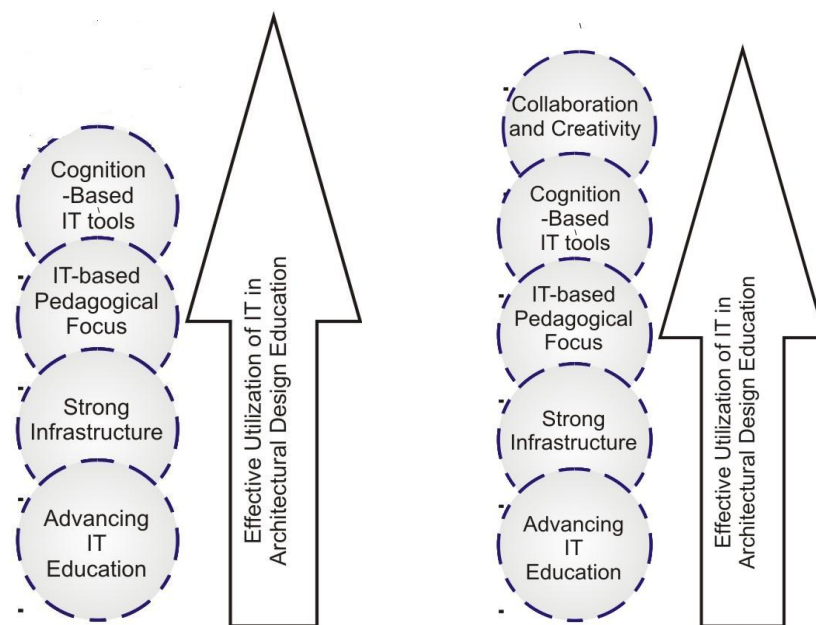 Cognition
-Based
IT tools
IT-based
Pedagogical
Focus
Strong
Infrastructure
Advancing
IT
Education
Effective Utilization of IT in
Architectural Design Education
Collaboration
and Creativity
Cognition
-Based
IT tools
IT-based
Pedagogical
Focus
Strong
Infrastructure
Advancing
IT
Education
Effective Utilization of IT in
Architectural Design Education